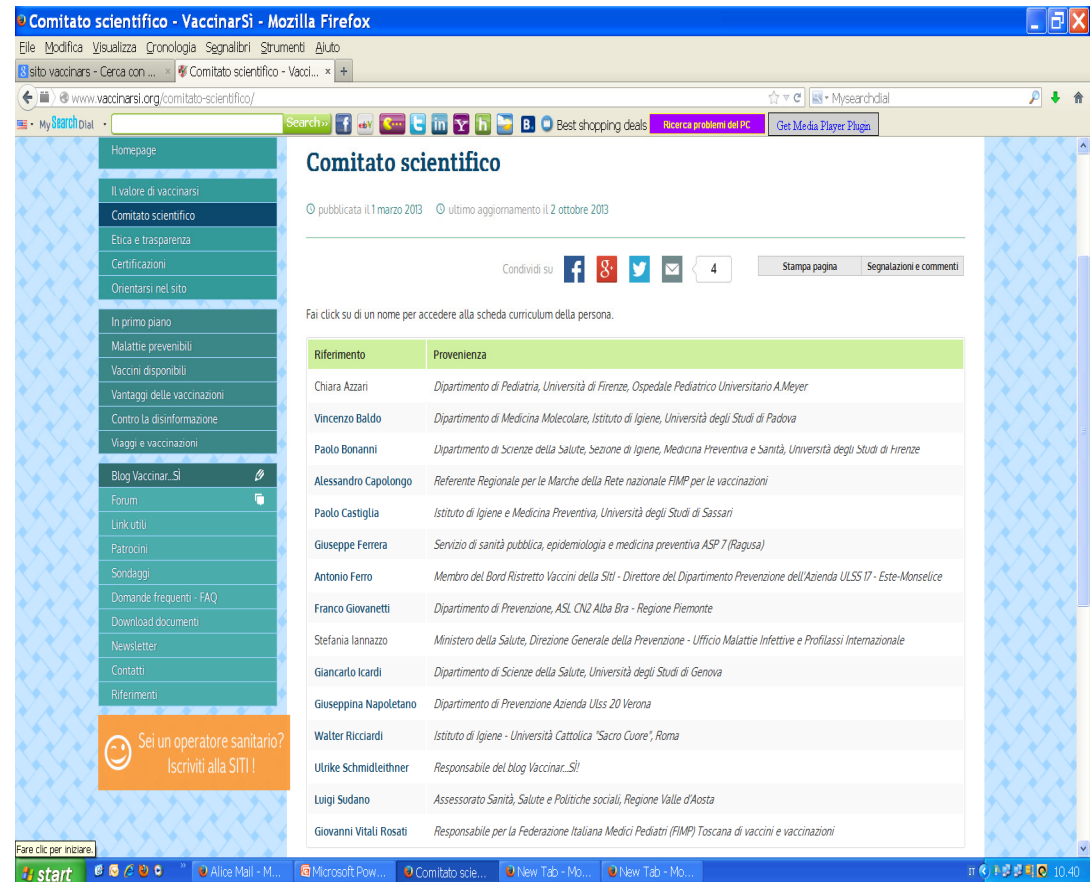 Comitato scientifico - VaccinarSì - Mozilla Firefox
File Modifica Visualizza Cronologia Segnalibri Strumenti Aiuto
sito vaccinars - Cerca con ... × Comitato scientifico - Vacci... × +
www.vaccinarsi.org/comitato-scientifico/ Mysearchdial
My Search Dial Search » Best shopping deals Ricerca problemi del PC Get Media Player Plugin
Homepage
Il valore di vaccinarsi
Comitato scientifico
Etica e trasparenza
Certificazioni
Orientarsi nel sito
In primo piano
Malattie prevenibili
Vaccini disponibili
Vantaggi delle vaccinazioni
Contro la disinformazione
Viaggi e vaccinazioni
Blog Vaccinar...SÌ
Forum
Link utili
Patrocini
Sondaggi
Domande frequenti - FAQ
Download documenti
Newsletter
Contatti
Riferimenti
Sei un operatore sanitario?
Iscriviti alla SITI !
Comitato scientifico
pubblicata il 1 marzo 2013 ultimo aggiornamento il 2 ottobre 2013
Condividi su 4 Stampa pagina Segnalazioni e commenti
Fai click su di un nome per accedere alla scheda curriculum della persona.
Riferimento Provenienza
Chiara Azzari Dipartimento di Pediatria, Università di Firenze, Ospedale Pediatrico Universitario A.Meyer
Vincenzo Baldo Dipartimento di Medicina Molecolare, Istituto di Igiene, Università degli Studi di Padova
Paolo Bonanni Dipartimento di Scienze della Salute, Sezione di Igiene, Medicina Preventiva e Sanità, Università degli Studi di Firenze
Alessandro Capolongo Referente Regionale per le Marche della Rete nazionale FIMP per le vaccinazioni
Paolo Castiglia Istituto di Igiene e Medicina Preventiva, Università degli Studi di Sassari
Giuseppe Ferrera Servizio di sanità pubblica, epidemiologia e medicina preventiva ASP 7 (Ragusa)
Antonio Ferro Membro del Bord Ristretto Vaccini della SItI - Direttore del Dipartimento Prevenzione dell'Azienda ULSS 17 - Este-Monselice
Franco Giovanetti Dipartimento di Prevenzione, ASL CN2 Alba Bra - Regione Piemonte
Stefania Iannazzo Ministero della Salute, Direzione Generale della Prevenzione - Ufficio Malattie Infettive e Profilassi Internazionale
Giancarlo Icardi Dipartimento di Scienze della Salute, Università degli Studi di Genova
Giuseppina Napoletano Dipartimento di Prevenzione Azienda Ulss 20 Verona
Walter Ricciardi Istituto di Igiene - Università Cattolica "Sacro Cuore", Roma
Ulrike Schmidleithner Responsabile del blog Vaccinar...SÌ!
Luigi Sudano Assessorato Sanità, Salute e Politiche sociali, Regione Valle d'Aosta
Giovanni Vitali Rosati Responsabile per la Federazione Italiana Medici Pediatri (FIMP) Toscana di vaccini e vaccinazioni
Fare clic per iniziare.
start Alice Mail - M... Microsoft Pow... Comitato scie... New Tab - Mo... New Tab - Mo... IT 10.40